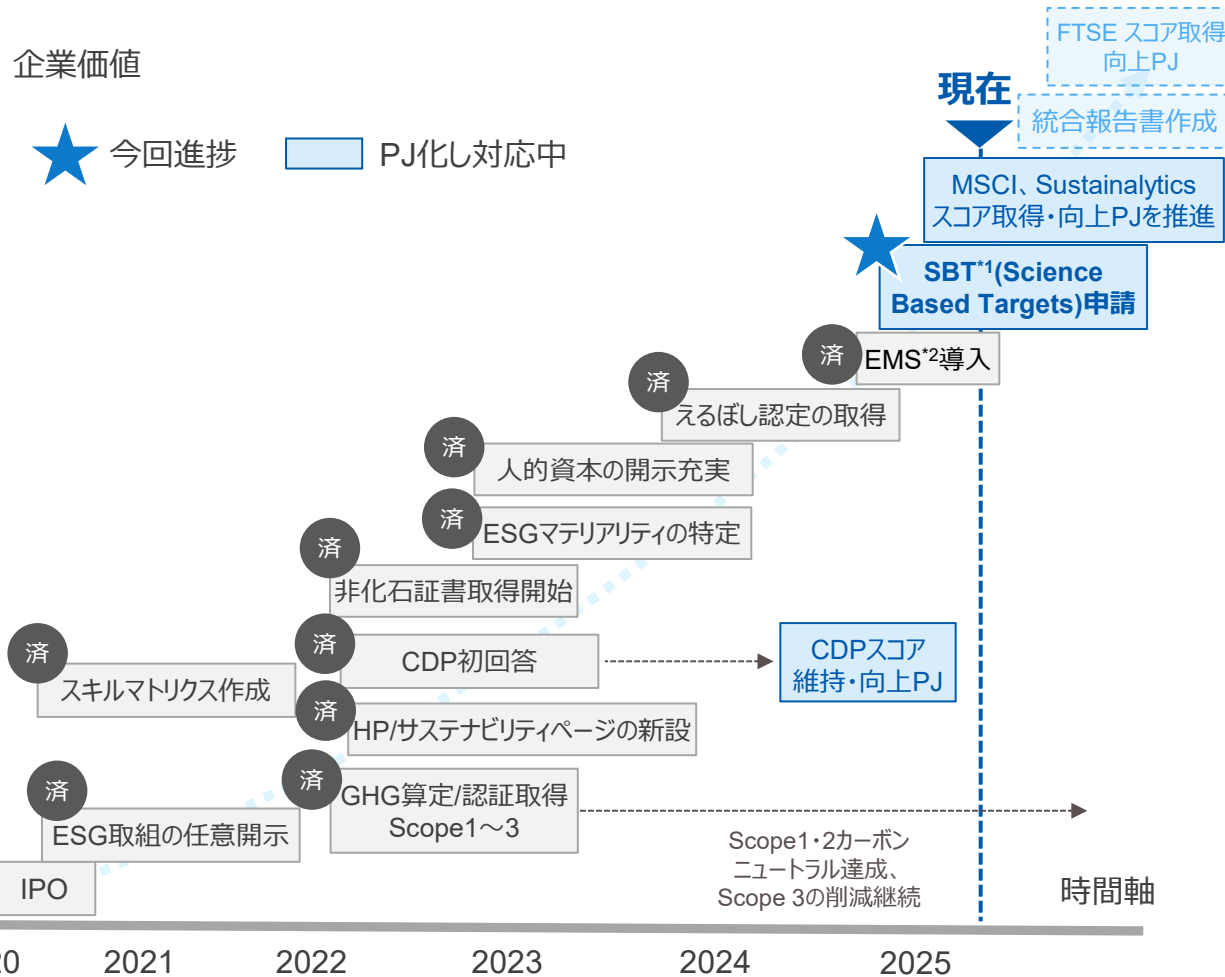 FTSE スコア取得
向上PJ
企業価値
現在
統合報告書作成
今回進捗
PJ化し対応中
MSCI、Sustainalytics
スコア取得・向上PJを推進
SBT*1(Science
Based Targets)申請
済
EMS*2導入
済
えるぼし認定の取得
済
人的資本の開示充実
済
ESGマテリアリティの特定
済
非化石証書取得開始
済
スキルマトリクス作成
済
CDP初回答
CDPスコア
維持・向上PJ
済
HP/サステナビリティページの新設
済
GHG算定/認証取得
Scope1～3
済
ESG取組の任意開示
Scope1・2カーボン
ニュートラル達成、
Scope 3の削減継続
IPO
時間軸
20
2021
2022
2023
2024
2025